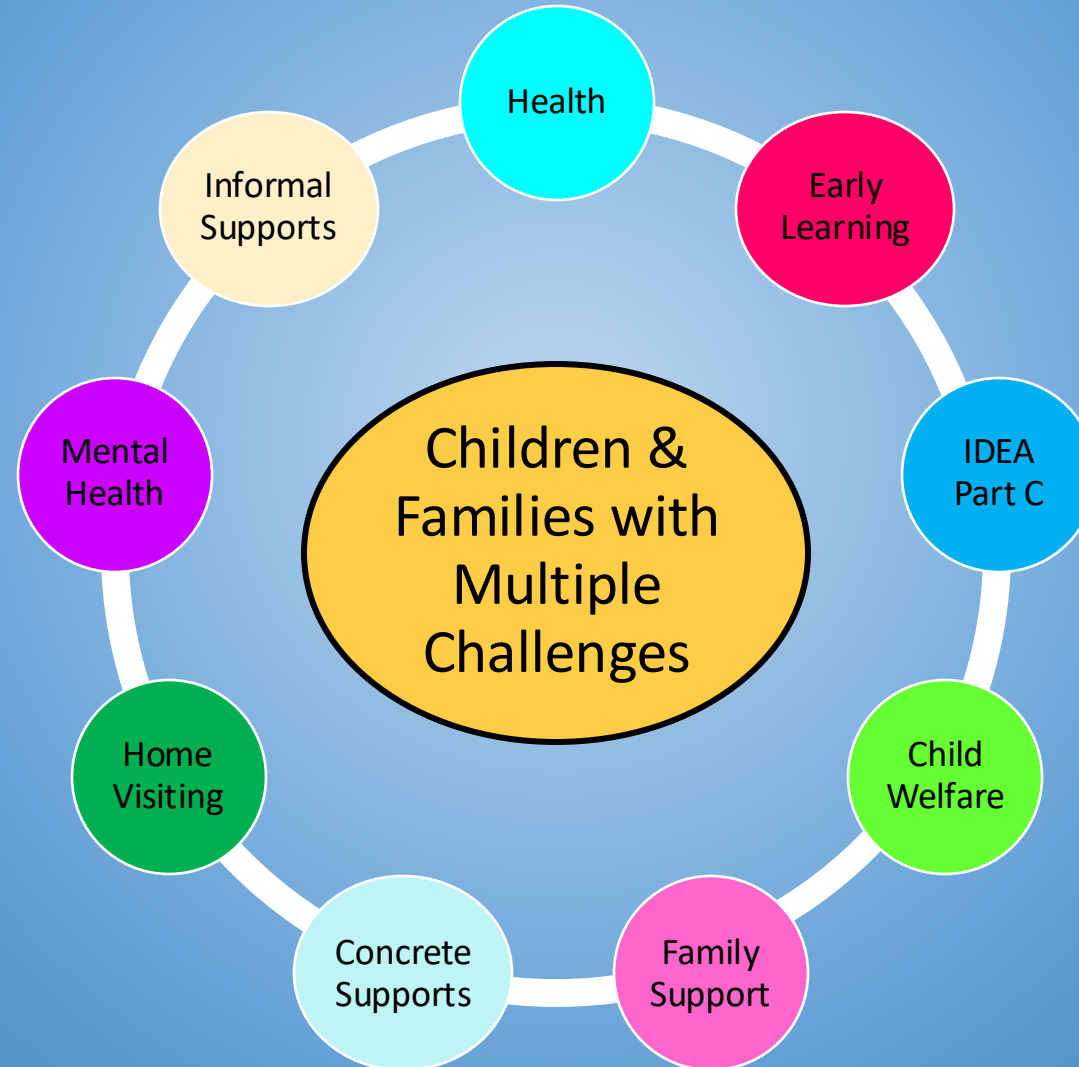 Health
Early
Learning
IDEA
Part C
Child
Welfare
Family
Support
Concrete
Supports
Home
Visiting
Mental
Health
Informal
Supports
Children &
Families with
Multiple
Challenges